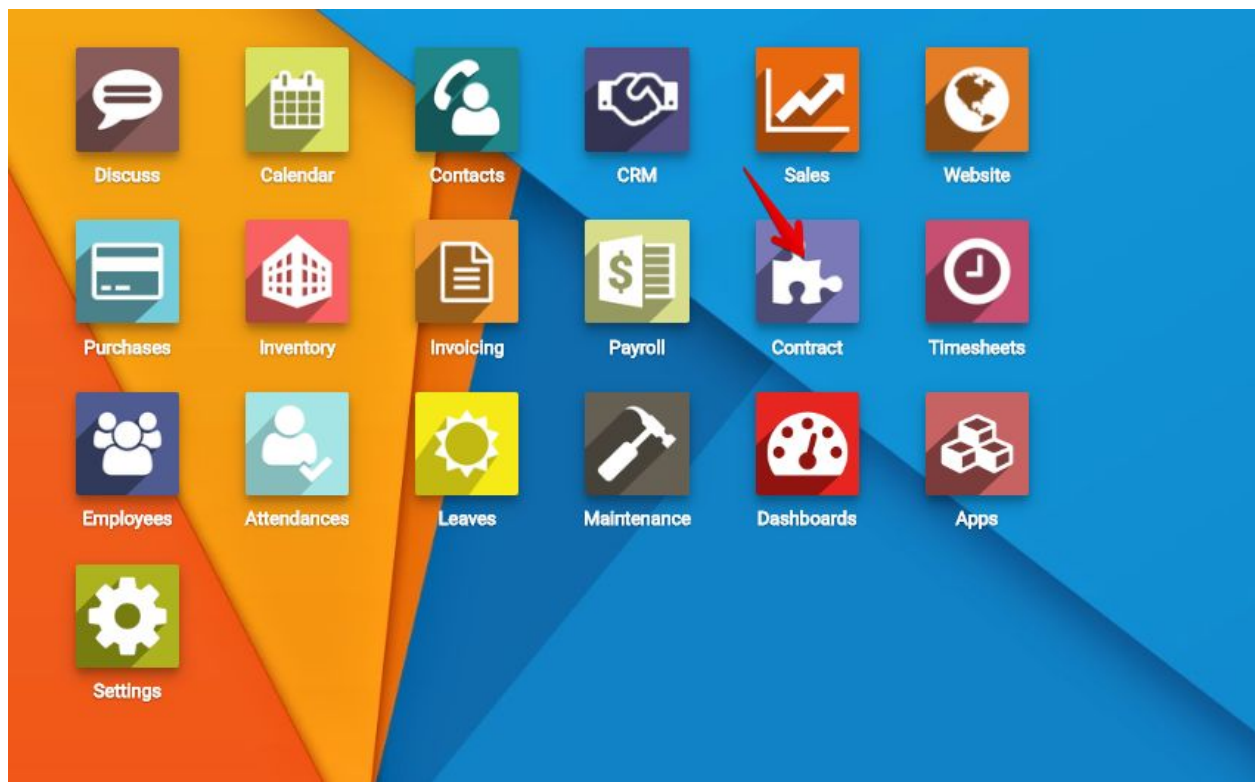 Discuss Calendar Contacts CRM Sales Website
Purchases Inventory Invoicing Payroll Contract Timesheets
Employees Attendances Leaves Maintenance Dashboards Apps
Settings